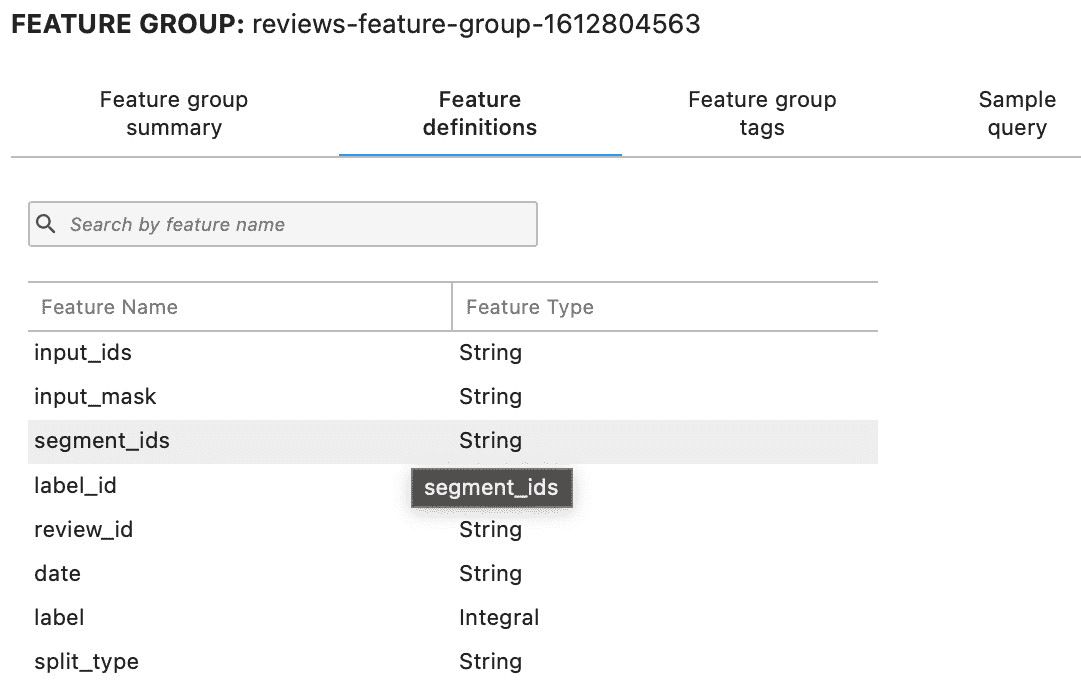 FEATURE GROUP: reviews-feature-group-1612804563
Feature group summary
Feature definitions
Feature group tags
Sample query
Search by feature name
Feature Name Feature Type
input_ids String
input_mask String
segment_ids String
label_id segment_ids
review_id String
date String
label Integral
split_type String